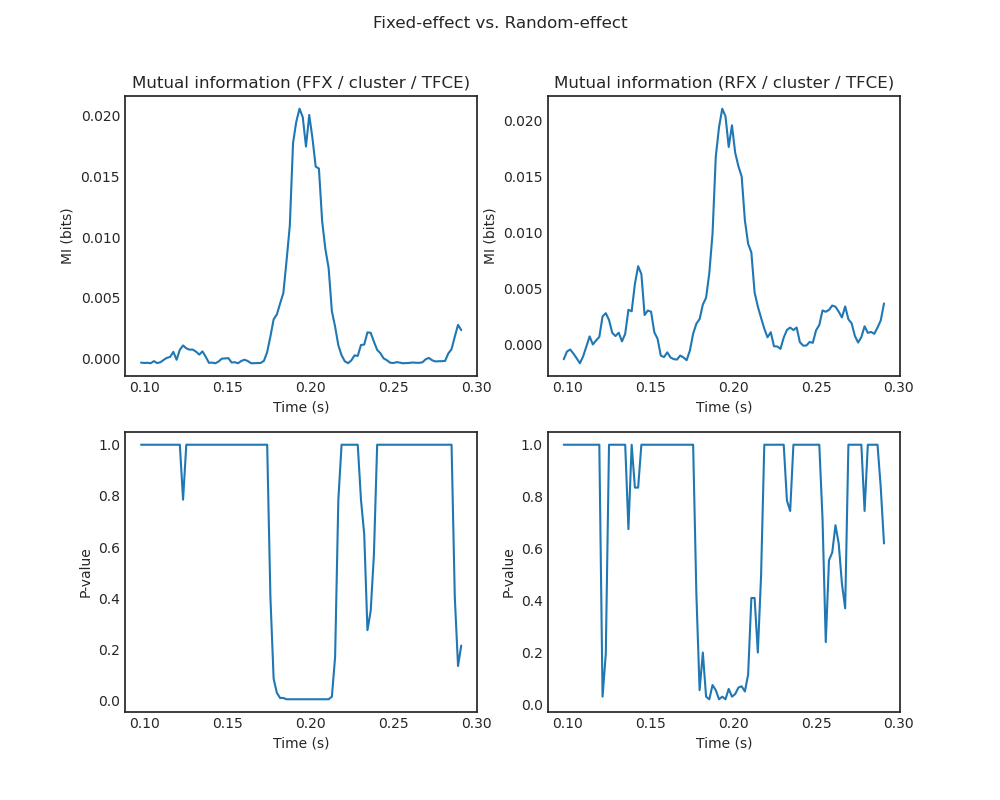 Fixed-effect vs. Random-effect
Mutual information (FFX / cluster / TFCE)
MI (bits)
0.020
0.015
0.010
0.005
0.000
0.10 0.15 0.20 0.25 0.30
Time (s)
Mutual information (RFX / cluster / TFCE)
MI (bits)
0.020
0.015
0.010
0.005
0.000
0.10 0.15 0.20 0.25 0.30
Time (s)
P-value
1.0
0.8
0.6
0.4
0.2
0.0
0.10 0.15 0.20 0.25 0.30
Time (s)
P-value
1.0
0.8
0.6
0.4
0.2
0.0
0.10 0.15 0.20 0.25 0.30
Time (s)